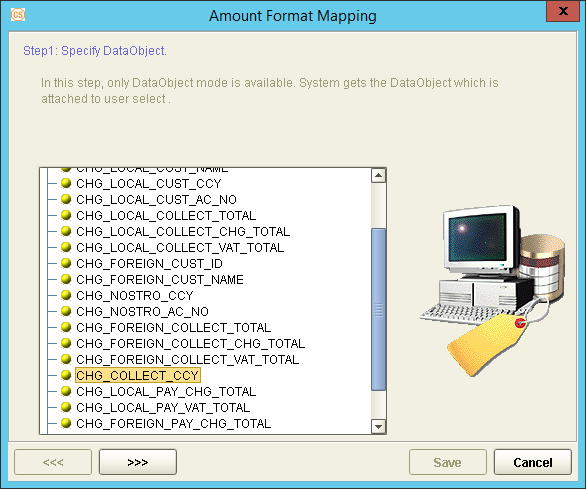 CS
Amount Format Mapping
x
Step1: Specify DataObject.
In this step, only DataObject mode is available. System gets the DataObject which is
attached to user select .
CHG_LOCAL_CUST_NAME
CHG_LOCAL_CUST_CCY
CHG_LOCAL_CUST_AC_NO
CHG_LOCAL_COLLECT_TOTAL
CHG_LOCAL_COLLECT_CHG_TOTAL
CHG_LOCAL_COLLECT_VAT_TOTAL
CHG_FOREIGN_CUST_ID
CHG_FOREIGN_CUST_NAME
CHG_NOSTRO_CCY
CHG_NOSTRO_AC_NO
CHG_FOREIGN_COLLECT_TOTAL
CHG_FOREIGN_COLLECT_CHG_TOTAL
CHG_FOREIGN_COLLECT_VAT_TOTAL
CHG_COLLECT_CCY
CHG_LOCAL_PAY_CHG_TOTAL
CHG_LOCAL_PAY_VAT_TOTAL
CHG_FOREIGN_PAY_CHG_TOTAL
<<< >>> Save Cancel